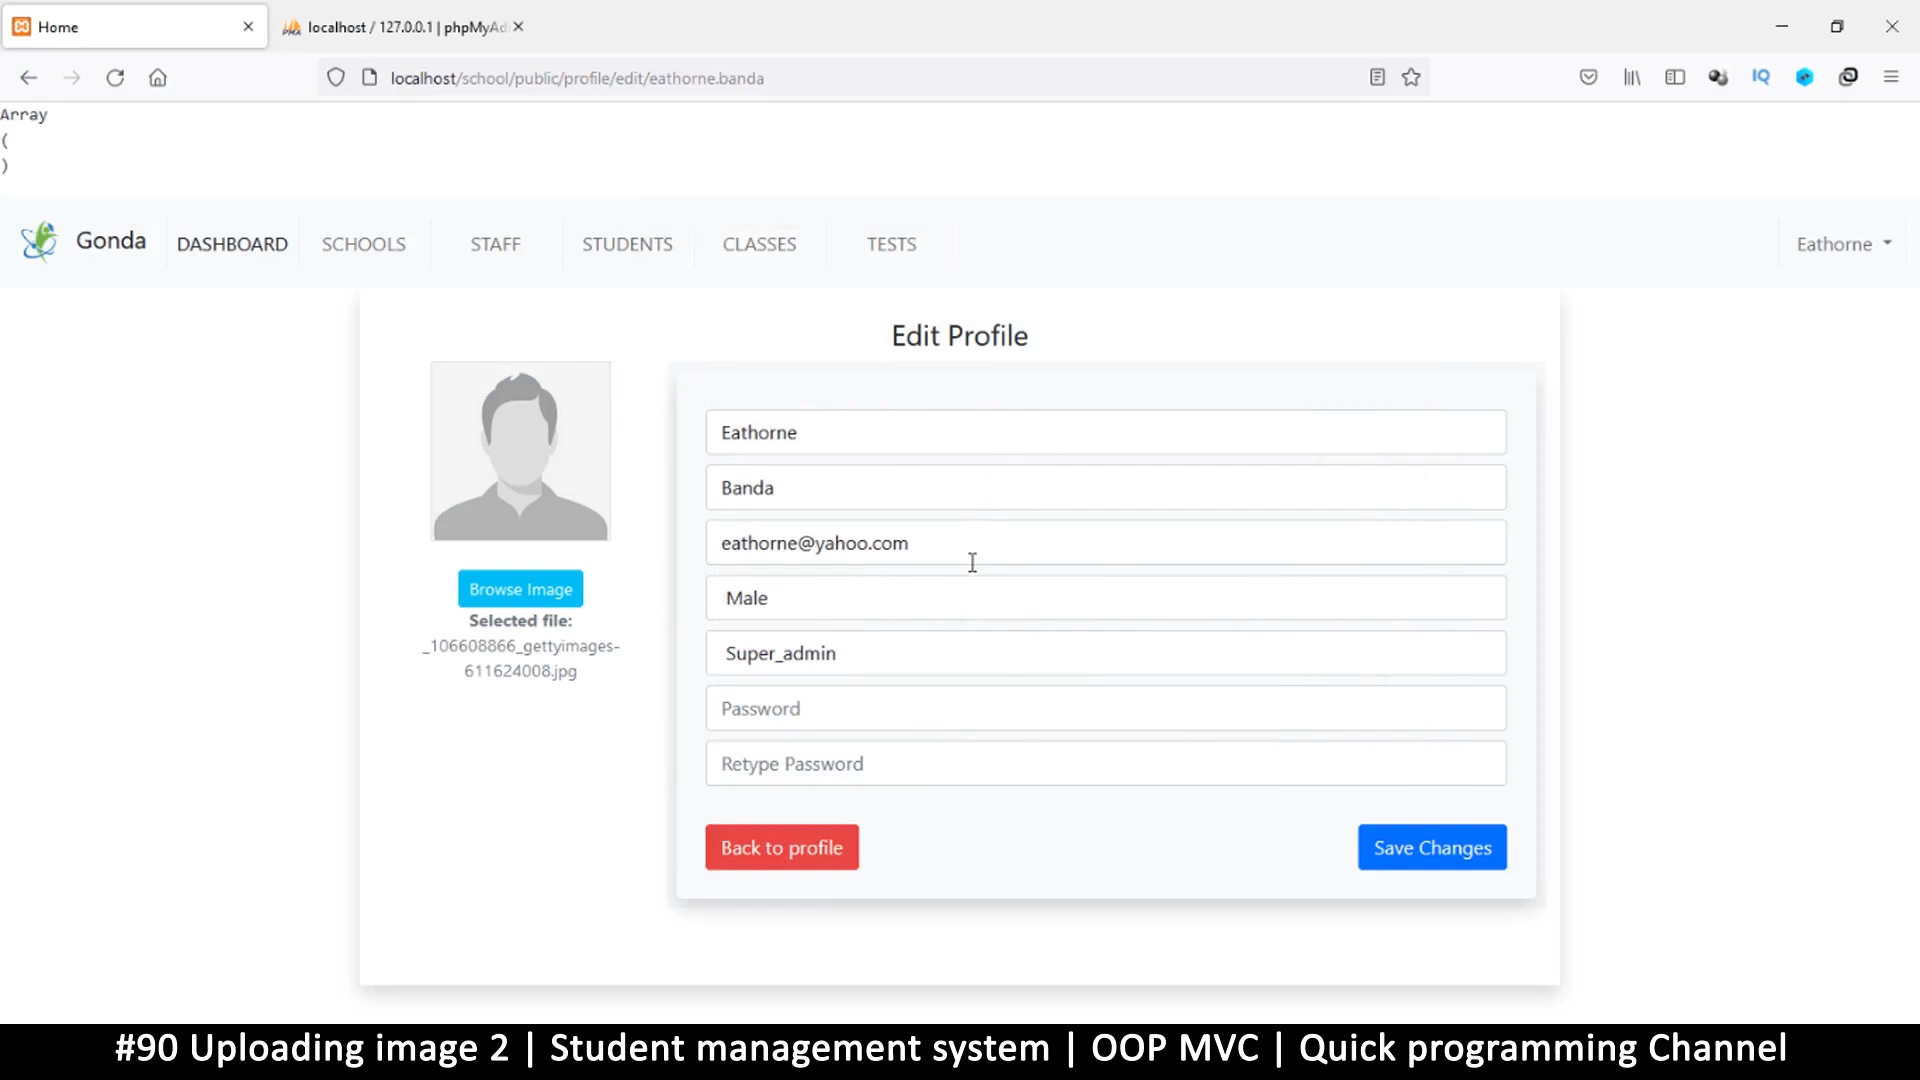 Home
localhost / 127.0.0.1 | phpMyAd
localhost/school/public/profile/edit/eathorne.banda
IQ
Array
(
)
Gonda
DASHBOARD
SCHOOLS
STAFF
STUDENTS
CLASSES
TESTS
Eathorne
Edit Profile
Browse Image
Selected file:
_106608866_gettyimages-
611624008.jpg
Eathorne
Banda
eathorne@yahoo.com
Male
Super_admin
Password
Retype Password
Back to profile
Save Changes
#90 Uploading image 2 | Student management system | OOP MVC | Quick programming Channel